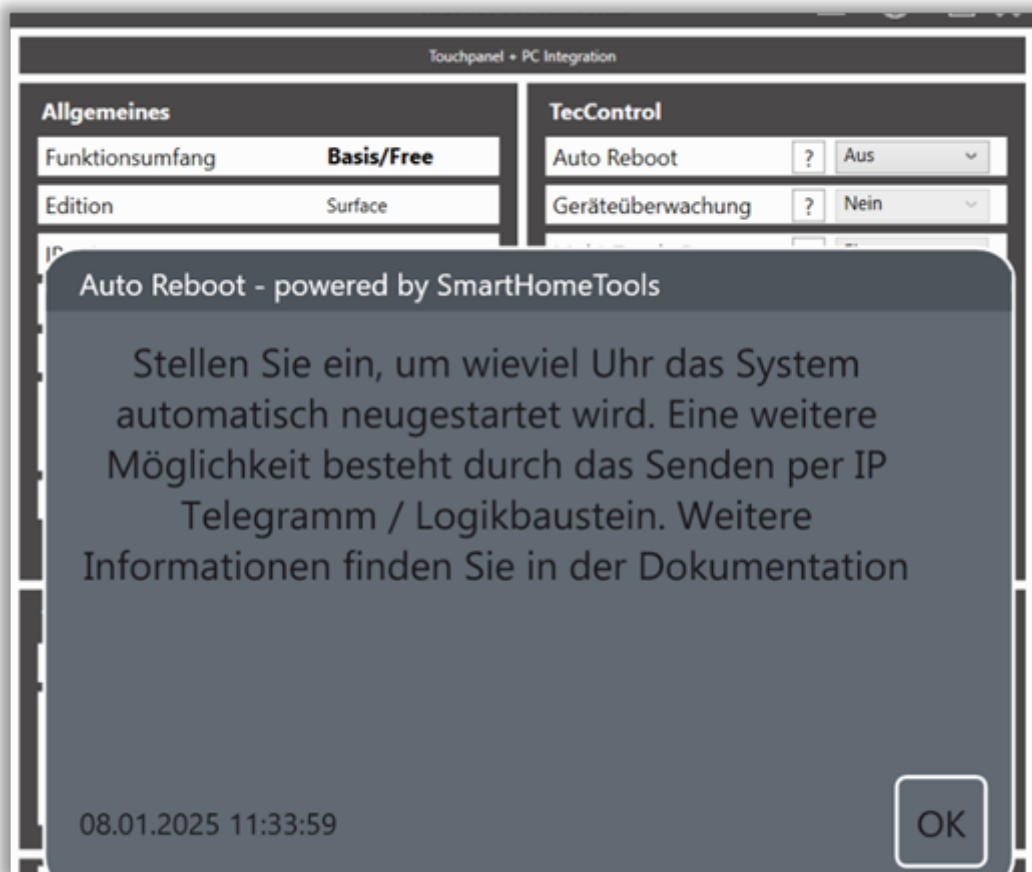 Touchpanel + PC Integration
Allgemeines
Funktionsumfang Basis/Free
Edition Surface
TecControl
Auto Reboot ? Aus
Geräteüberwachung ? Nein
Auto Reboot - powered by SmartHomeTools
Stellen Sie ein, um wieviel Uhr das System
automatisch neugestartet wird. Eine weitere
Möglichkeit besteht durch das Senden per IP
Telegramm / Logikbaustein. Weitere
Informationen finden Sie in der Dokumentation
08.01.2025 11:33:59
OK